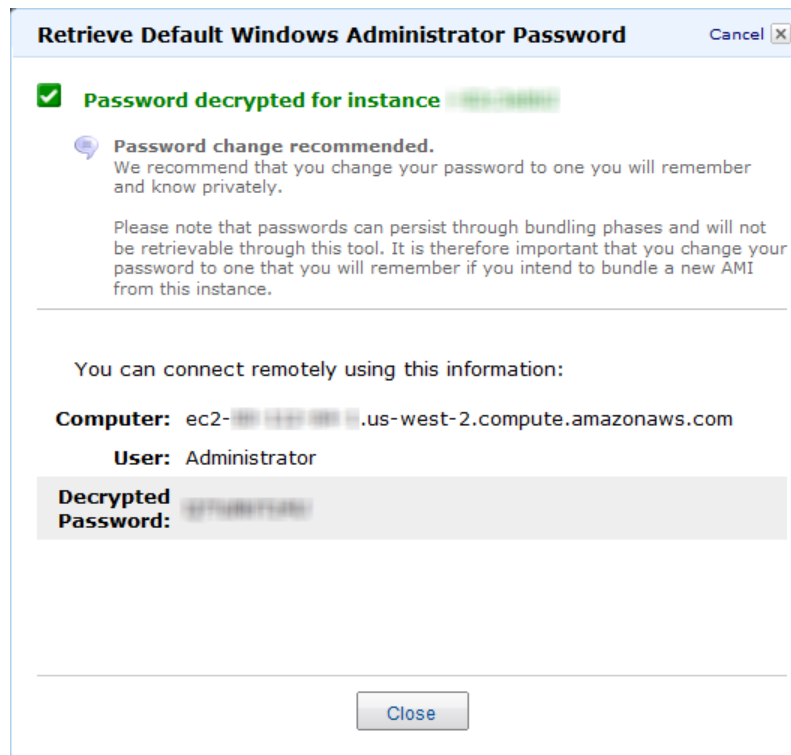 Retrieve Default Windows Administrator Password Cancel
Password decrypted for instance
Password change recommended.
We recommend that you change your password to one you will remember
and know privately.
Please note that passwords can persist through bundling phases and will not
be retrievable through this tool. It is therefore important that you change your
password to one that you will remember if you intend to bundle a new AMI
from this instance.
You can connect remotely using this information:
Computer: ec2- .us-west-2.compute.amazonaws.com
User: Administrator
Decrypted
Password:
Close